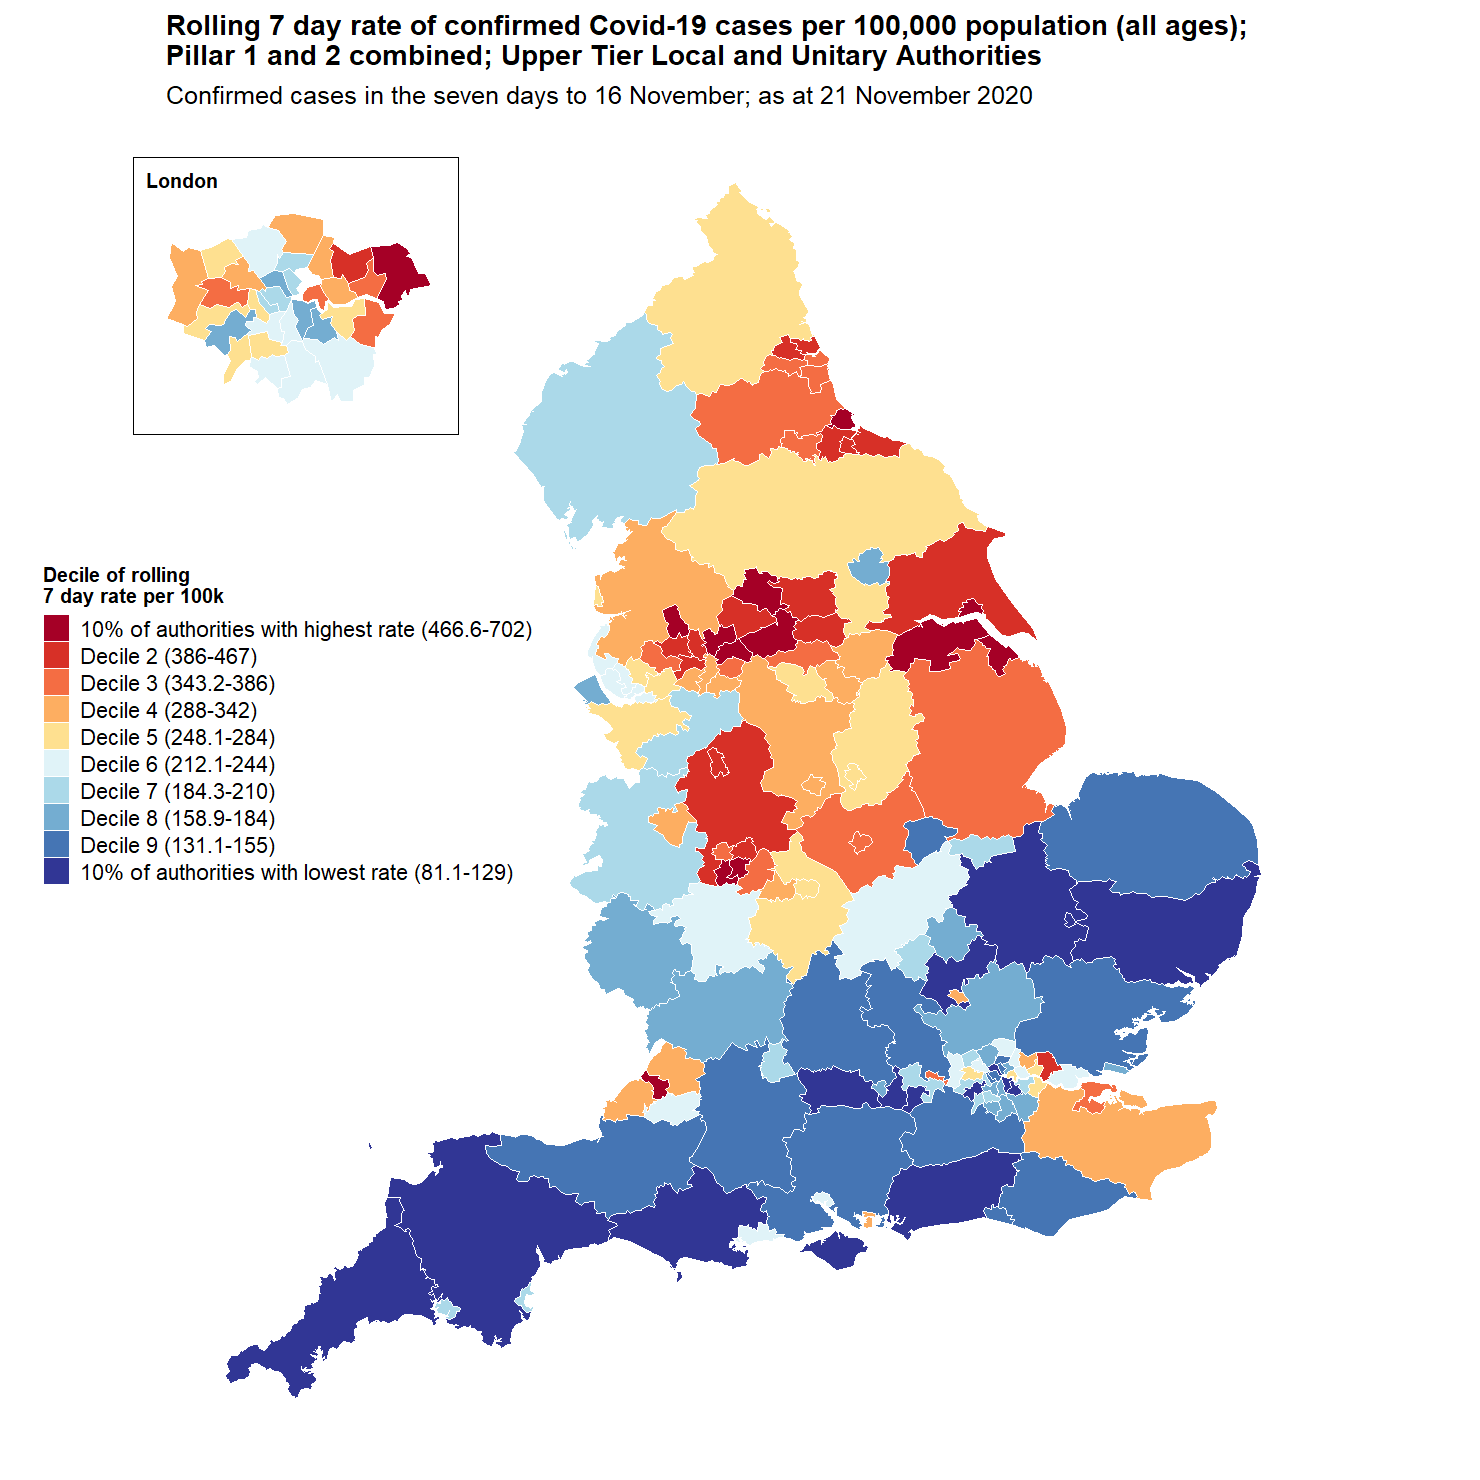 Rolling 7 day rate of confirmed Covid-19 cases per 100,000 population (all ages);
Pillar 1 and 2 combined; Upper Tier Local and Unitary Authorities
Confirmed cases in the seven days to 16 November; as at 21 November 2020
London
Decile of rolling
7 day rate per 100k
10% of authorities with highest rate (466.6-702)
Decile 2 (386-467)
Decile 3 (343.2-386)
Decile 4 (288-342)
Decile 5 (248.1-284)
Decile 6 (212.1-244)
Decile 7 (184.3-210)
Decile 8 (158.9-184)
Decile 9 (131.1-155)
10% of authorities with lowest rate (81.1-129)